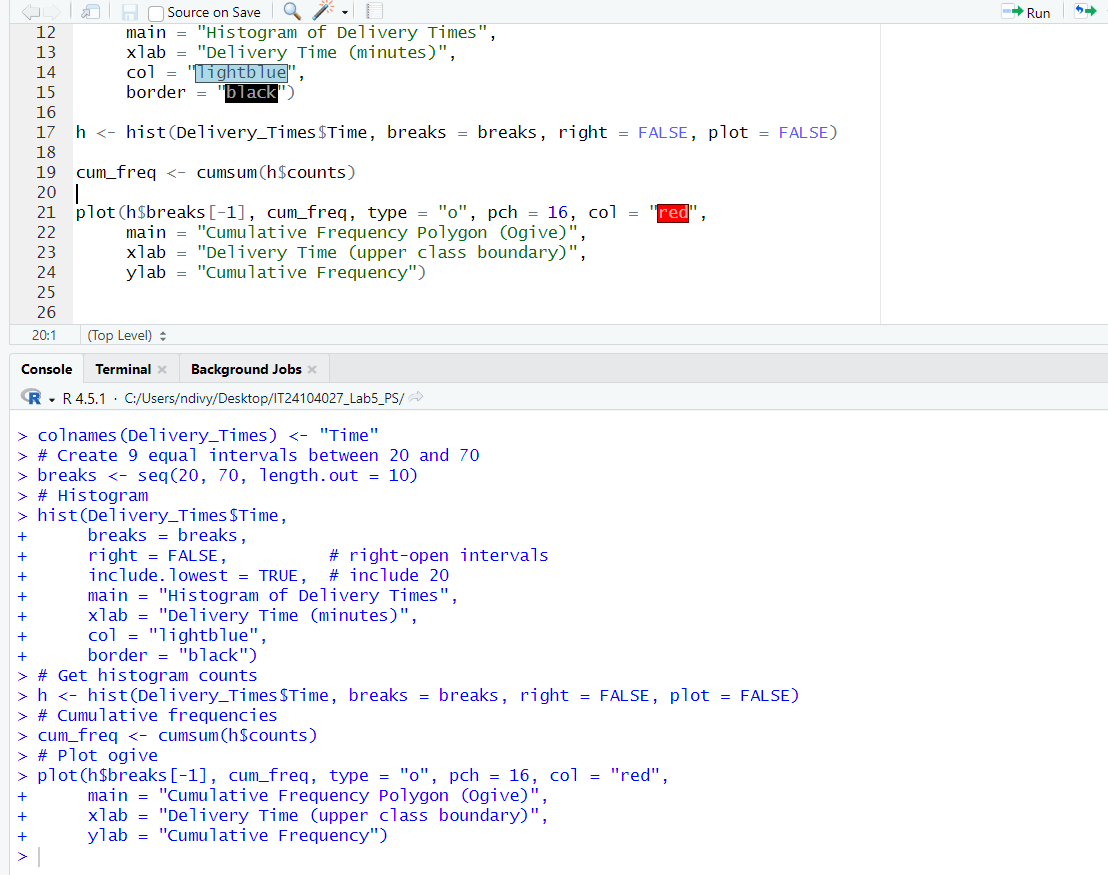 Source on Save
Run
12 main = "Histogram of Delivery Times",
13 xlab = "Delivery Time (minutes)",
14 col = "lightblue",
15 border = "black")
16
17 h <- hist(Delivery_Times$Time, breaks = breaks, right = FALSE, plot = FALSE)
18
19 cum_freq <- cumsum(h$counts)
20
21 plot(h$breaks[-1], cum_freq, type = "o", pch = 16, col = "red",
22 main = "Cumulative Frequency Polygon (Ogive)",
23 xlab = "Delivery Time (upper class boundary)",
24 ylab = "Cumulative Frequency")
25
26
20:1 (Top Level)
Console Terminal Background Jobs
R R 4.5.1 · C:/Users/ndivy/Desktop/IT24104027_Lab5_PS/
> colnames(Delivery_Times) <- "Time"
> # Create 9 equal intervals between 20 and 70
> breaks <- seq(20, 70, length.out = 10)
> # Histogram
> hist(Delivery_Times$Time,
+ breaks = breaks,
+ right = FALSE, # right-open intervals
+ include.lowest = TRUE, # include 20
+ main = "Histogram of Delivery Times",
+ xlab = "Delivery Time (minutes)",
+ col = "lightblue",
+ border = "black")
> # Get histogram counts
> h <- hist(Delivery_Times$Time, breaks = breaks, right = FALSE, plot = FALSE)
> # Cumulative frequencies
> cum_freq <- cumsum(h$counts)
> # Plot ogive
> plot(h$breaks[-1], cum_freq, type = "o", pch = 16, col = "red",
+ main = "Cumulative Frequency Polygon (Ogive)",
+ xlab = "Delivery Time (upper class boundary)",
+ ylab = "Cumulative Frequency")
>